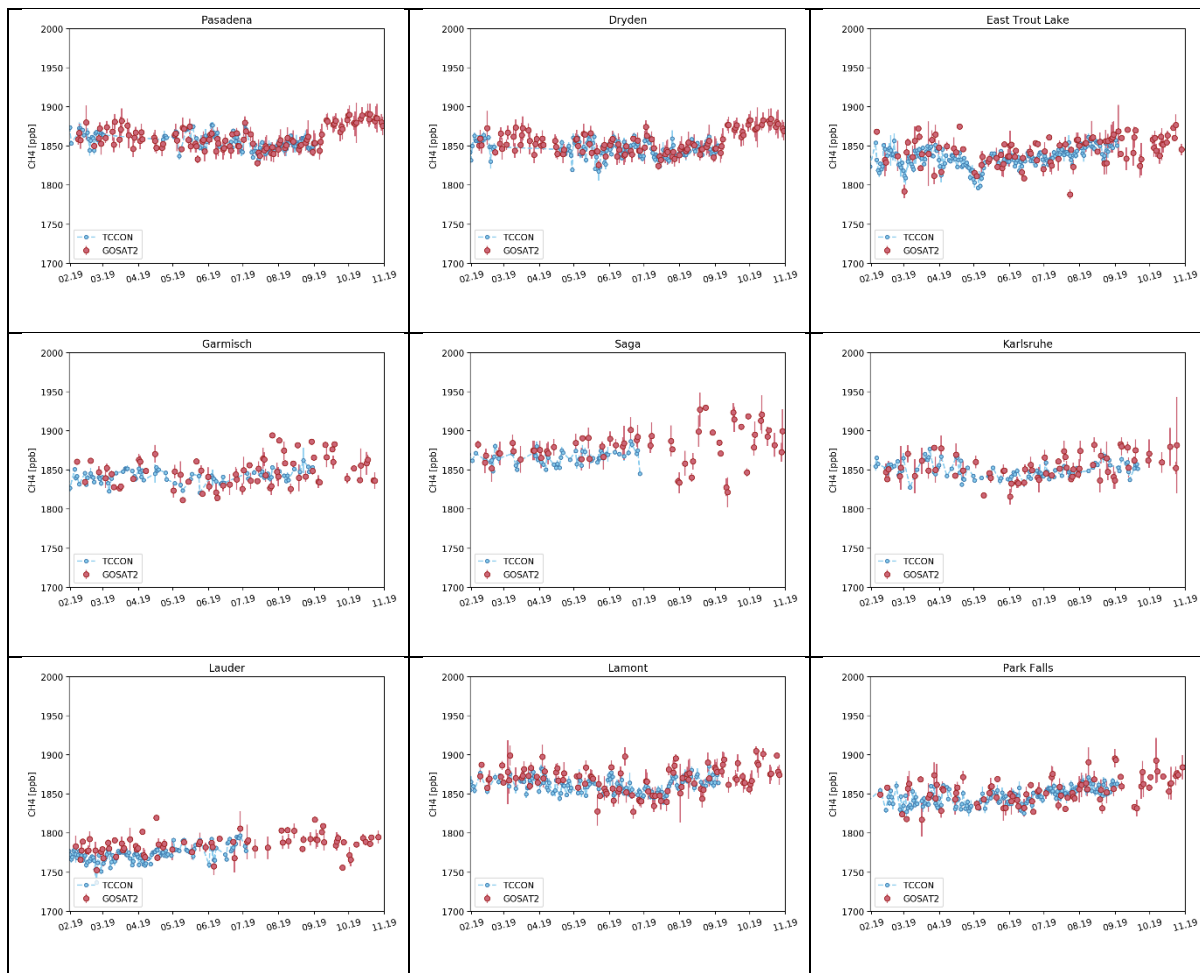 Pasadena
2000
1950
1900
1850
1800
1750
1700
CH4 [ppb]
TCCON
GOSAT2
02.19 03.19 04.19 05.19 06.19 07.19 08.19 09.19 10.19 11.19
Dryden
2000
1950
1900
1850
1800
1750
1700
CH4 [ppb]
TCCON
GOSAT2
02.19 03.19 04.19 05.19 06.19 07.19 08.19 09.19 10.19 11.19
East Trout Lake
2000
1950
1900
1850
1800
1750
1700
CH4 [ppb]
TCCON
GOSAT2
02.19 03.19 04.19 05.19 06.19 07.19 08.19 09.19 10.19 11.19
Garmisch
2000
1950
1900
1850
1800
1750
1700
CH4 [ppb]
TCCON
GOSAT2
02.19 03.19 04.19 05.19 06.19 07.19 08.19 09.19 10.19 11.19
Saga
2000
1950
1900
1850
1800
1750
1700
CH4 [ppb]
TCCON
GOSAT2
02.19 03.19 04.19 05.19 06.19 07.19 08.19 09.19 10.19 11.19
Karlsruhe
2000
1950
1900
1850
1800
1750
1700
CH4 [ppb]
TCCON
GOSAT2
02.19 03.19 04.19 05.19 06.19 07.19 08.19 09.19 10.19 11.19
Lauder
2000
1950
1900
1850
1800
1750
1700
CH4 [ppb]
TCCON
GOSAT2
02.19 03.19 04.19 05.19 06.19 07.19 08.19 09.19 10.19 11.19
Lamont
2000
1950
1900
1850
1800
1750
1700
CH4 [ppb]
TCCON
GOSAT2
02.19 03.19 04.19 05.19 06.19 07.19 08.19 09.19 10.19 11.19
Park Falls
2000
1950
1900
1850
1800
1750
1700
CH4 [ppb]
TCCON
GOSAT2
02.19 03.19 04.19 05.19 06.19 07.19 08.19 09.19 10.19 11.19